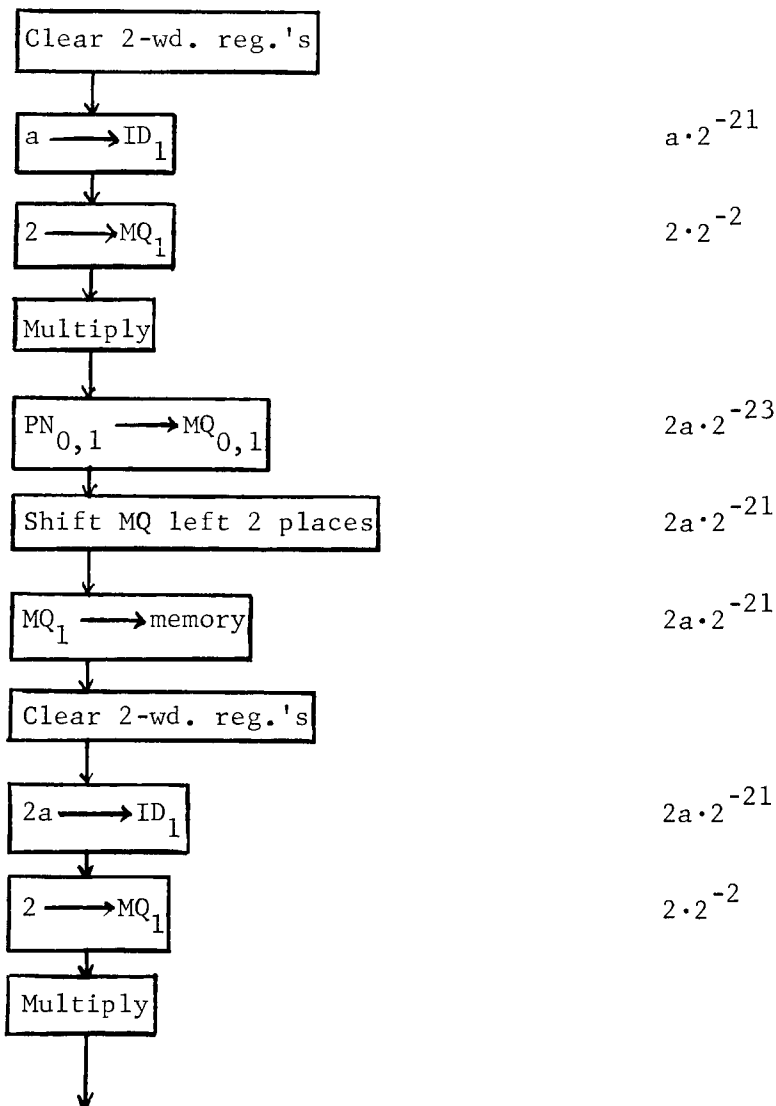 Clear 2-wd. reg.'s
a ⟶ ID₁ a·2⁻²¹
2 ⟶ MQ₁ 2·2⁻²
Multiply
PN₀,₁ ⟶ MQ₀,₁ 2a·2⁻²³
Shift MQ left 2 places 2a·2⁻²¹
MQ₁ ⟶ memory 2a·2⁻²¹
Clear 2-wd. reg.'s
2a ⟶ ID₁ 2a·2⁻²¹
2 ⟶ MQ₁ 2·2⁻²
Multiply